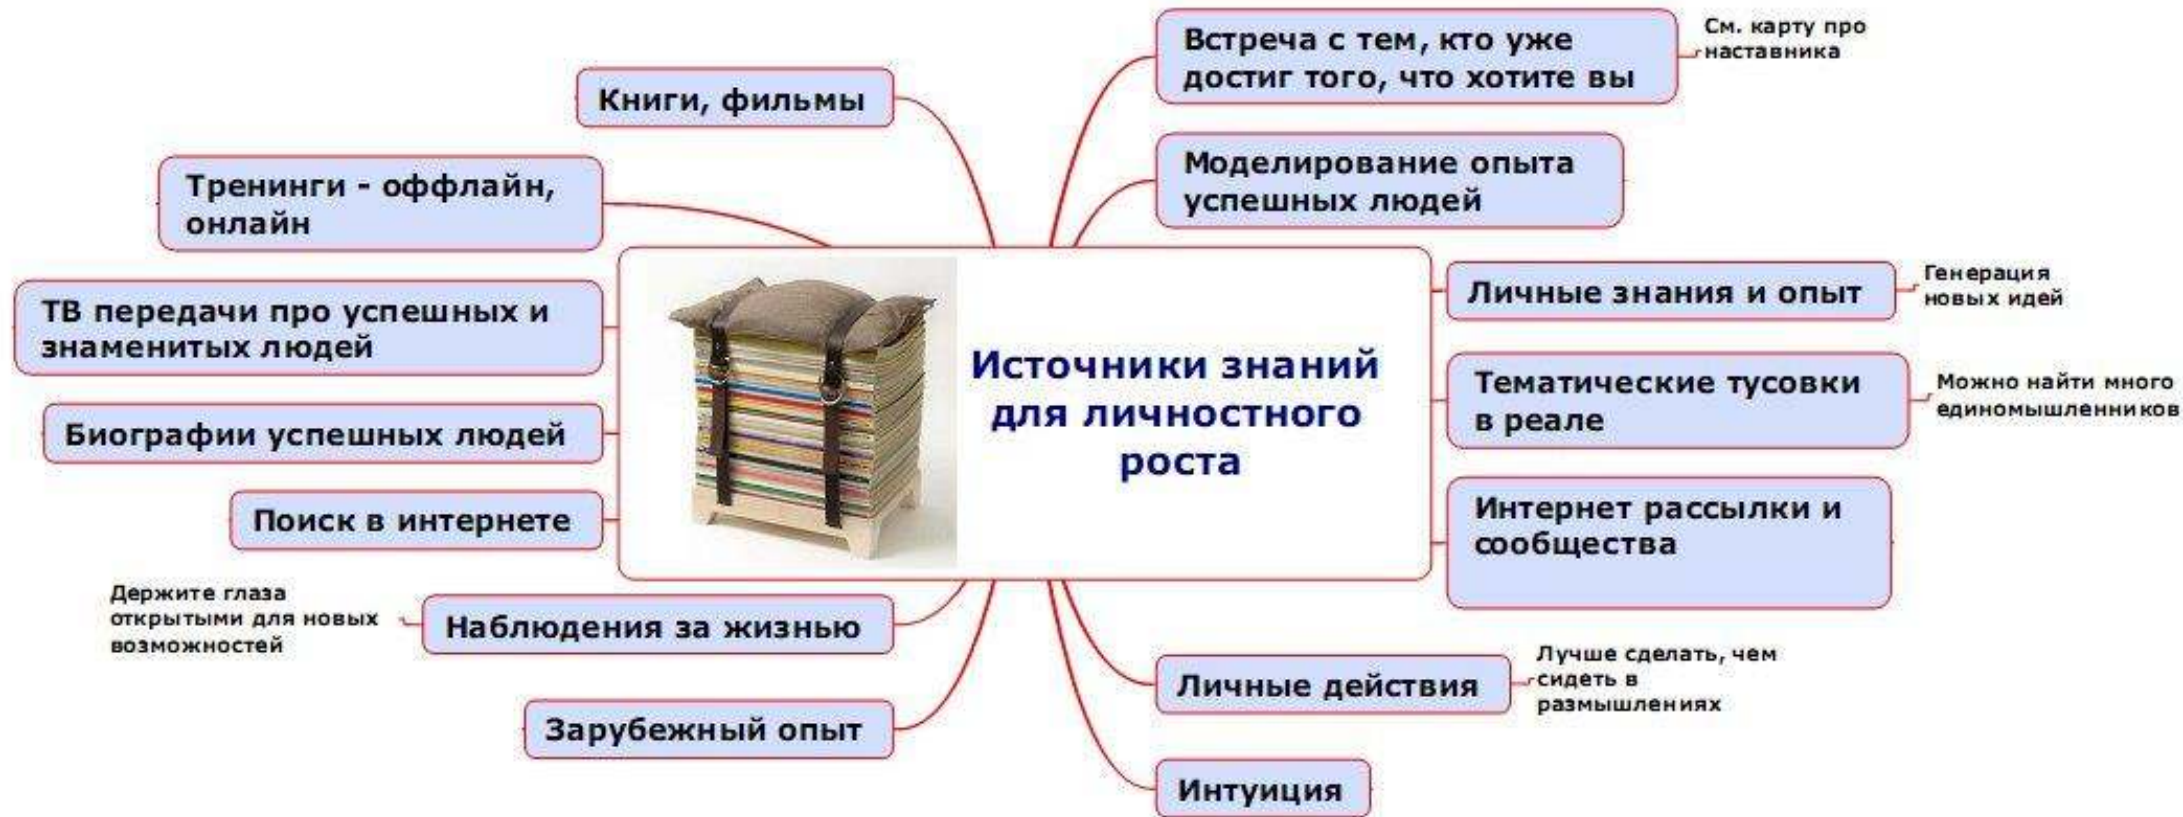 Источники знаний
для личностного
роста
Встреча с тем, кто уже
достиг того, что хотите вы
См. карту про
наставника
Моделирование опыта
успешных людей
Личные знания и опыт
Генерация
новых идей
Тематические тусовки
в реале
Можно найти много
единомышленников
Интернет рассылки и
сообщества
Личные действия
Лучше сделать, чем
сидеть в
размышлениях
Интуиция
Книги, фильмы
Тренинги - оффлайн,
онлайн
ТВ передачи про успешных и
знаменитых людей
Биографии успешных людей
Поиск в интернете
Наблюдения за жизнью
Держите глаза
открытыми для новых
возможностей
Зарубежный опыт